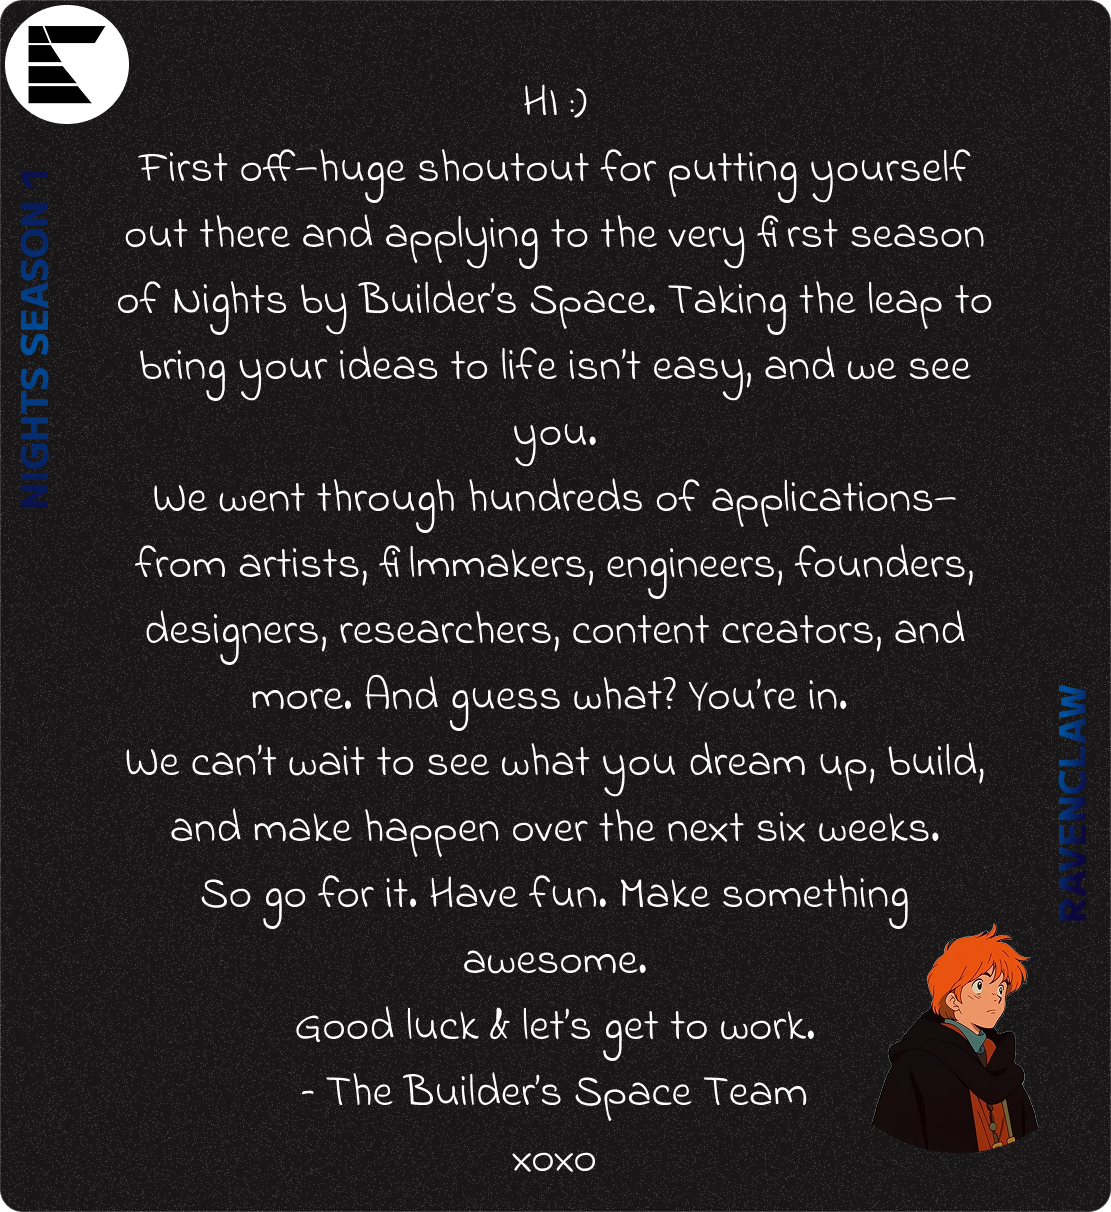 HI :)
First off–huge shoutout for putting yourself
out there and applying to the very first season
of Nights by Builder's Space. Taking the leap to
bring your ideas to life isn't easy, and we see
you.
We went through hundreds of applications–
from artists, filmmakers, engineers, founders,
designers, researchers, content creators, and
more. And guess what? You're in.
We can't wait to see what you dream up, build,
and make happen over the next six weeks.
So go for it. Have fun. Make something
awesome.
Good luck & let's get to work.
- The Builder's Space Team
xoxo
NIGHTS SEASON 1
RAVENCLAW